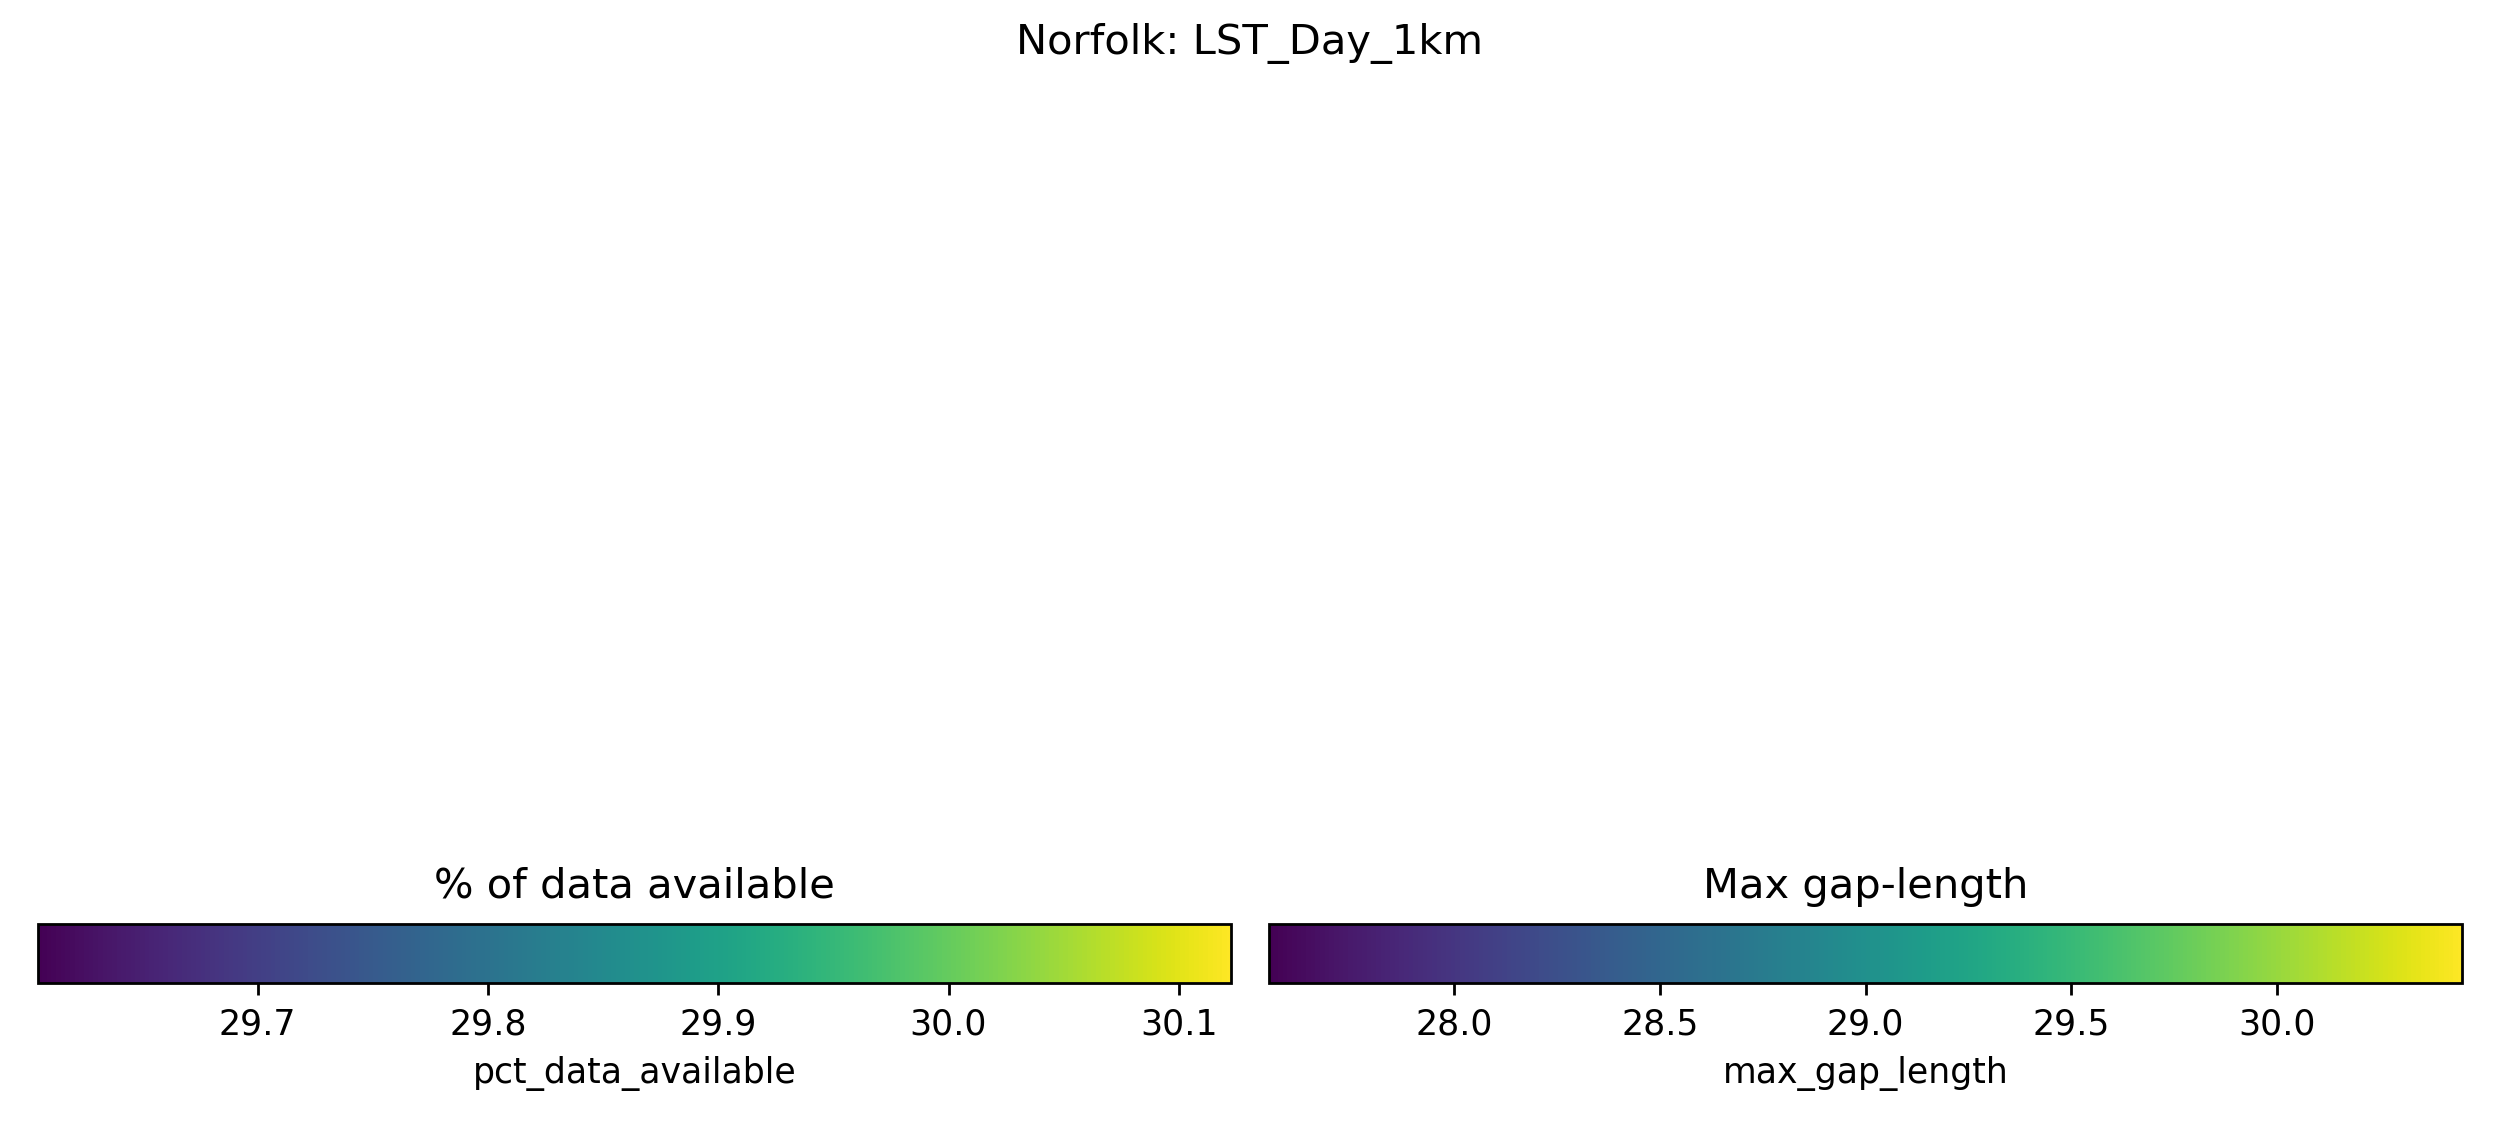 Norfolk: LST_Day_1km
% of data available
Max gap-length
29.7 29.8 29.9 30.0 30.1
28.0 28.5 29.0 29.5 30.0
pct_data_available
max_gap_length